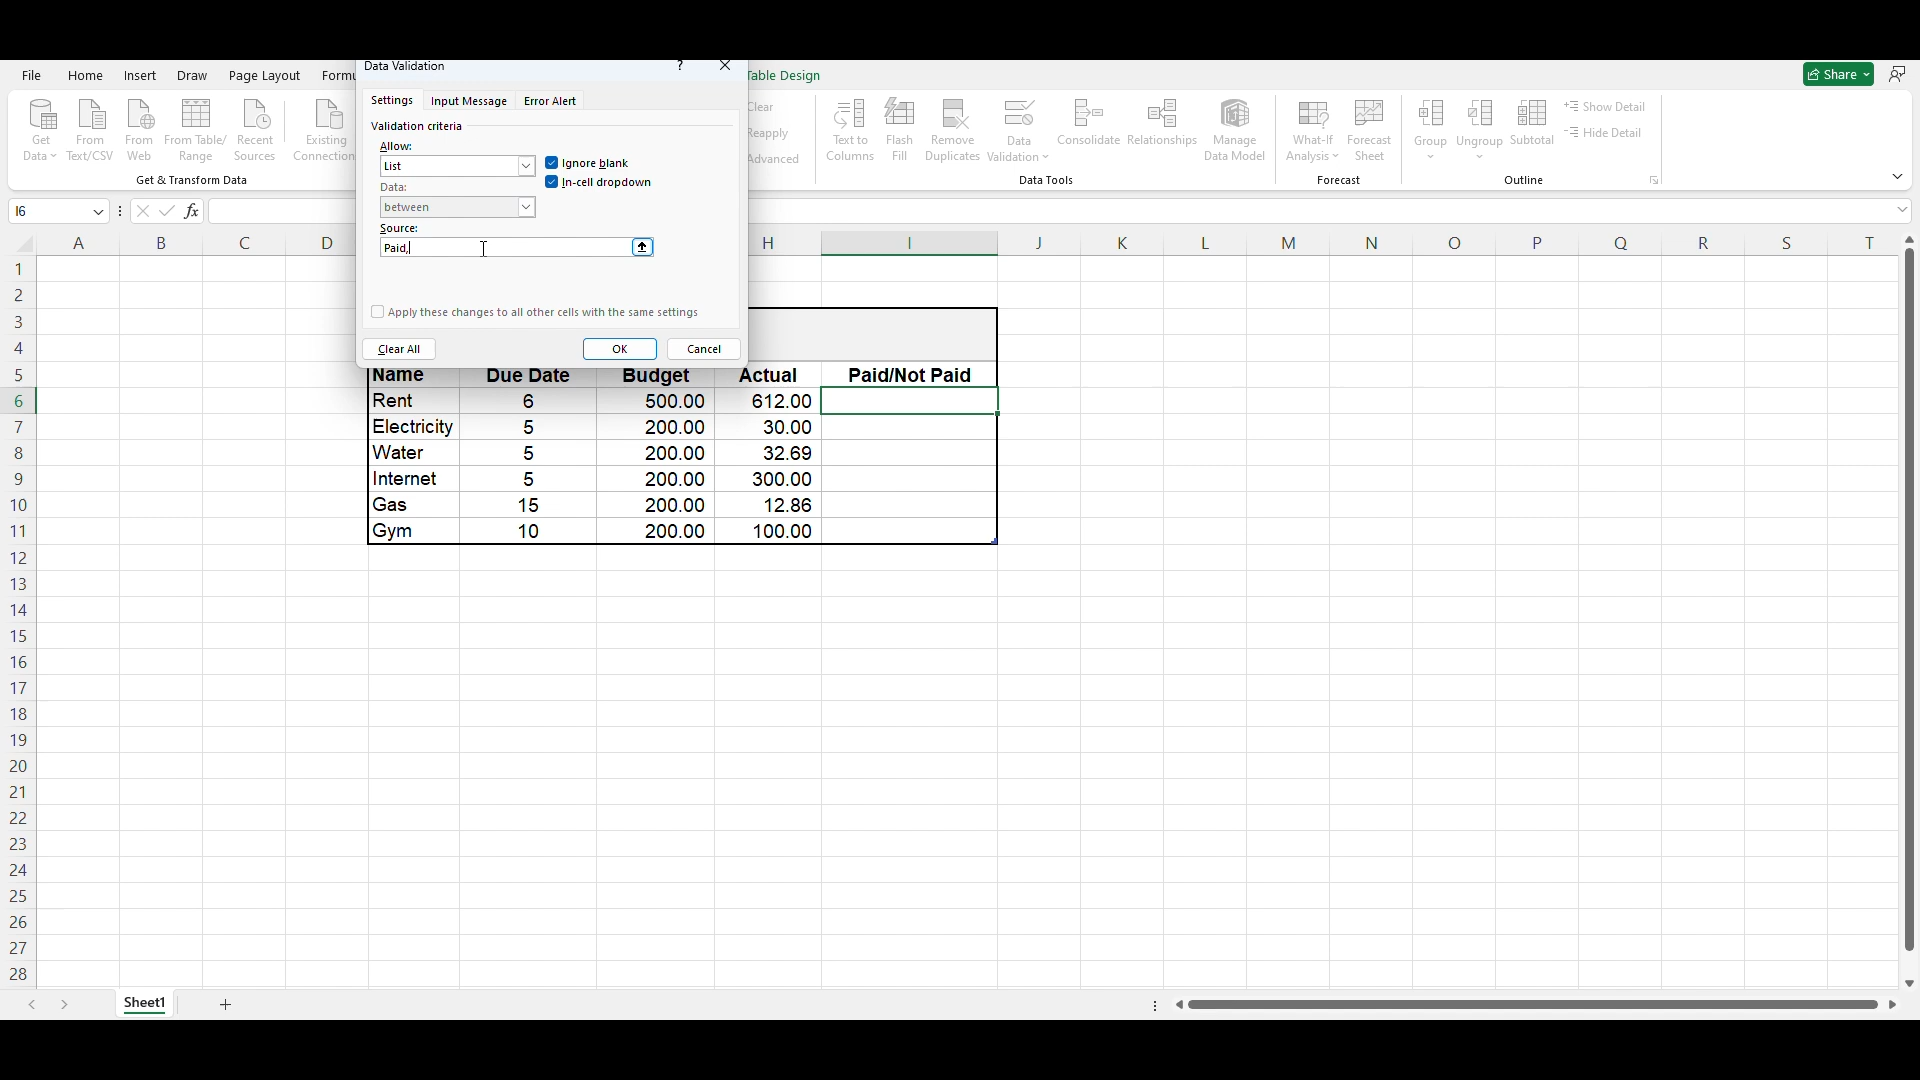 Data Validation ?
File Home Insert Draw Page Layout Formu Table Design Share
Settings Input Message Error Alert
Get Data From Text/CSV From Web From Table/ Range Recent Sources Existing Connection
Get & Transform Data
Clear
Reapply
Advanced
Text to Columns Flash Fill Remove Duplicates Data Validation Consolidate Relationships Manage Data Model
Data Tools
What-If Analysis Forecast Sheet
Forecast
Group Ungroup Subtotal
Show Detail
Hide Detail
Outline
Validation criteria
Allow:
List
Ignore blank
In-cell dropdown
Data:
between
Source:
Paid,
Apply these changes to all other cells with the same settings
Clear All OK Cancel
I6 fx
A B C D H I J K L M N O P Q R S T
1
2
3
4
5 Name Due Date Budget Actual Paid/Not Paid
6 Rent 6 500.00 612.00
7 Electricity 5 200.00 30.00
8 Water 5 200.00 32.69
9 Internet 5 200.00 300.00
10 Gas 15 200.00 12.86
11 Gym 10 200.00 100.00
12
13
14
15
16
17
18
19
20
21
22
23
24
25
26
27
28
Sheet1 +